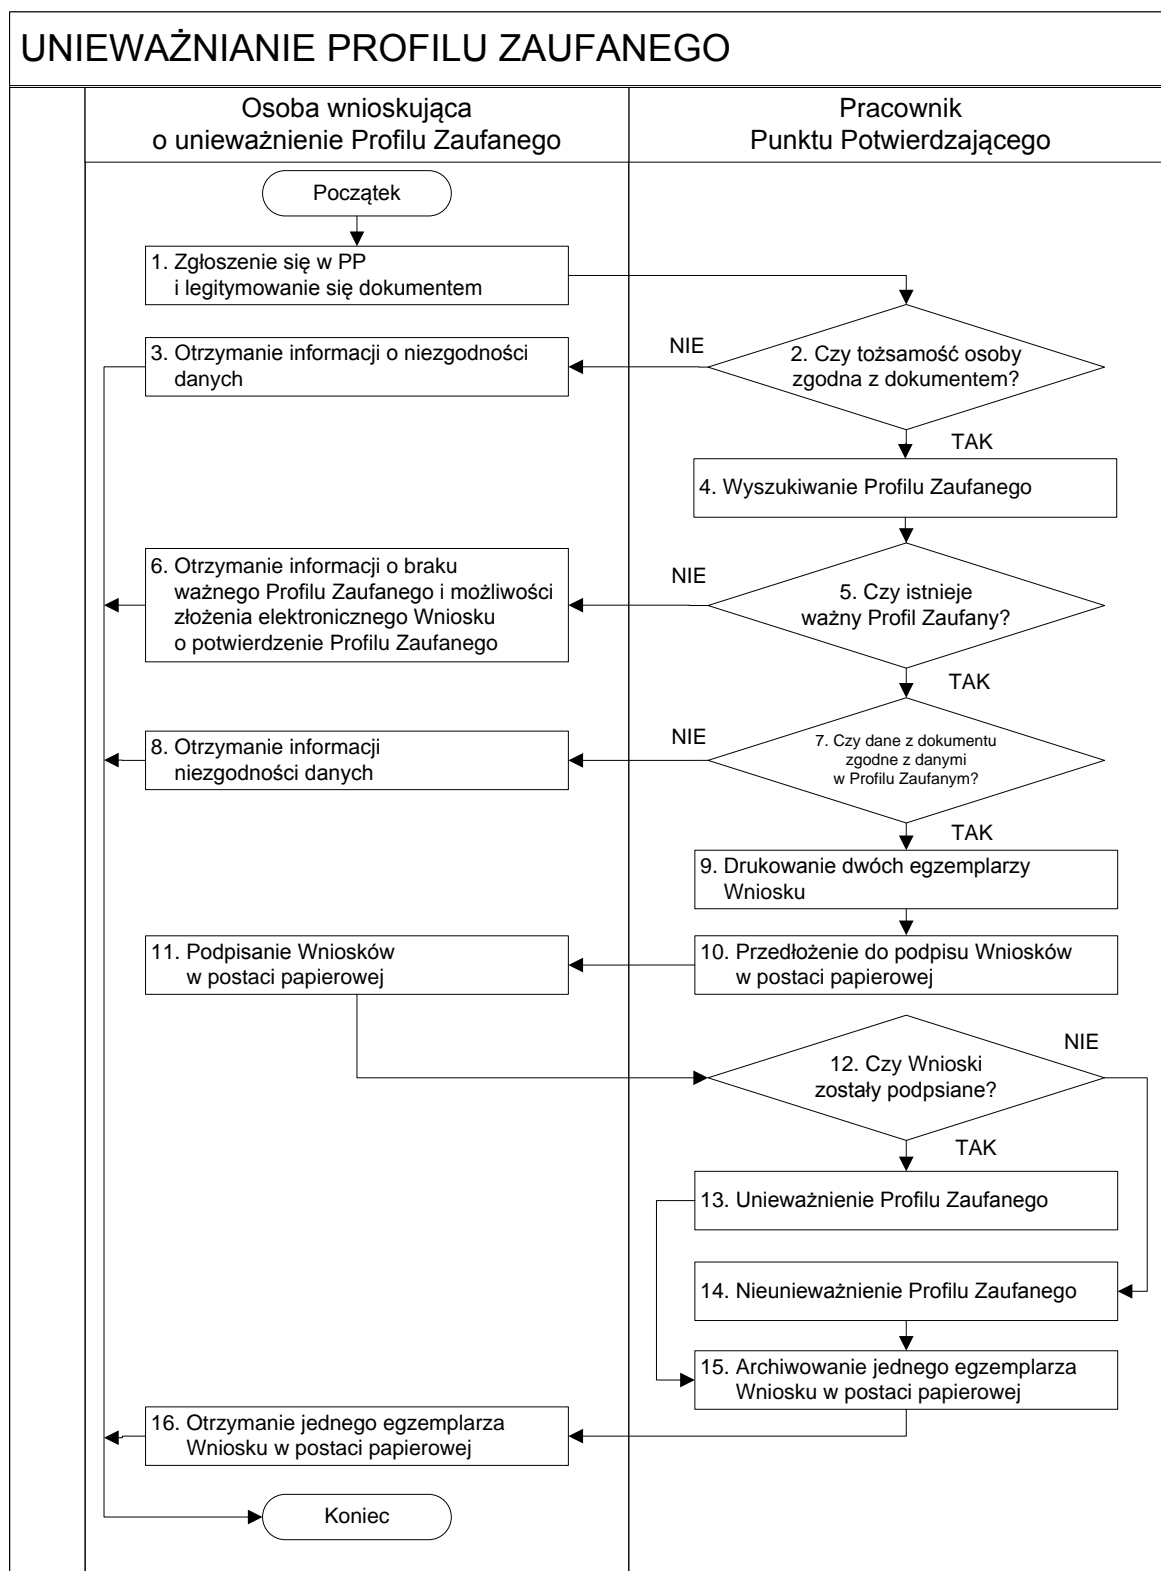 UNIEWAŻNIANIE PROFILU ZAUFANEGO
Osoba wnioskująca
o unieważnienie Profilu Zaufanego
Pracownik
Punktu Potwierdzającego
Początek
1. Zgłoszenie się w PP
i legitymowanie się dokumentem
2. Czy tożsamość osoby
zgodna z dokumentem?
NIE
3. Otrzymanie informacji o niezgodności
danych
TAK
4. Wyszukiwanie Profilu Zaufanego
5. Czy istnieje
ważny Profil Zaufany?
NIE
6. Otrzymanie informacji o braku
ważnego Profilu Zaufanego i możliwości
złożenia elektronicznego Wniosku
o potwierdzenie Profilu Zaufanego
TAK
7. Czy dane z dokumentu
zgodne z danymi
w Profilu Zaufanym?
NIE
8. Otrzymanie informacji
niezgodności danych
TAK
9. Drukowanie dwóch egzemplarzy
Wniosku
10. Przedłożenie do podpisu Wniosków
w postaci papierowej
11. Podpisanie Wniosków
w postaci papierowej
12. Czy Wnioski
zostały podpsiane?
NIE
TAK
13. Unieważnienie Profilu Zaufanego
14. Nieunieważnienie Profilu Zaufanego
15. Archiwowanie jednego egzemplarza
Wniosku w postaci papierowej
16. Otrzymanie jednego egzemplarza
Wniosku w postaci papierowej
Koniec